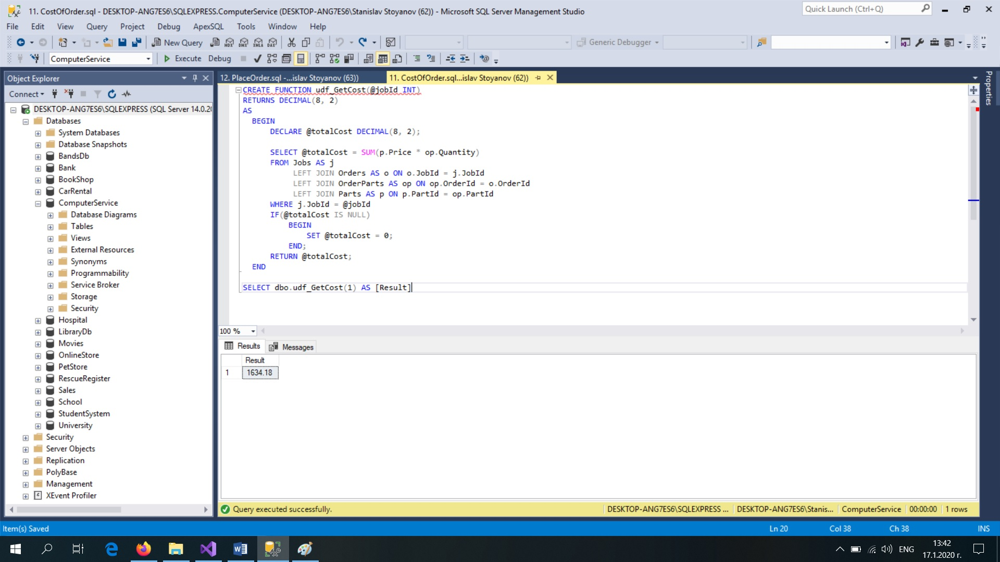 11. CostOfOrder.sql - DESKTOP-ANG7ES6\SQLEXPRESS.ComputerService (DESKTOP-ANG7ES6\Stanislav Stoyanov (62)) - Microsoft SQL Server Management Studio
Quick Launch (Ctrl+Q)
File Edit View Query Project Debug ApexSQL Tools Window Help
New Query MDX DMX XMLA DAX Generic Debugger
ComputerService Execute Debug
Object Explorer
Connect
DESKTOP-ANG7ES6\SQLEXPRESS (SQL Server 14.0.20
Databases
System Databases
Database Snapshots
BandsDb
Bank
BookShop
CarRental
ComputerService
Database Diagrams
Tables
Views
External Resources
Synonyms
Programmability
Service Broker
Storage
Security
Hospital
LibraryDb
Movies
OnlineStore
PetStore
RescueRegister
Sales
School
StudentSystem
University
Security
Server Objects
Replication
PolyBase
Management
XEvent Profiler
12. PlaceOrder.sql -...islav Stoyanov (63)) 11. CostOfOrder.sql...islav Stoyanov (62))
Properties
CREATE FUNCTION udf_GetCost(@jobId INT)
RETURNS DECIMAL(8, 2)
AS
BEGIN
DECLARE @totalCost DECIMAL(8, 2);
SELECT @totalCost = SUM(p.Price * op.Quantity)
FROM Jobs AS j
LEFT JOIN Orders AS o ON o.JobId = j.JobId
LEFT JOIN OrderParts AS op ON op.OrderId = o.OrderId
LEFT JOIN Parts AS p ON p.PartId = op.PartId
WHERE j.JobId = @jobId
IF(@totalCost IS NULL)
BEGIN
SET @totalCost = 0;
END;
RETURN @totalCost;
END
SELECT dbo.udf_GetCost(1) AS [Result]
100 %
Results Messages
Result
1 1634.18
Query executed successfully. DESKTOP-ANG7ES6\SQLEXPRESS ... DESKTOP-ANG7ES6\Stanis... ComputerService 00:00:00 1 rows
Item(s) Saved Ln 20 Col 38 Ch 38 INS
ENG 13:42
17.1.2020 г.